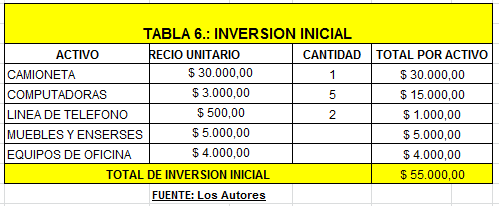 TABLA 6.: INVERSION INICIAL
ACTIVO RECIO UNITARIO CANTIDAD TOTAL POR ACTIVO
CAMIONETA $ 30.000,00 1 $ 30.000,00
COMPUTADORAS $ 3.000,00 5 $ 15.000,00
LINEA DE TELEFONO $ 500,00 2 $ 1.000,00
MUEBLES Y ENSERSES $ 5.000,00 $ 5.000,00
EQUIPOS DE OFICINA $ 4.000,00 $ 4.000,00
TOTAL DE INVERSION INICIAL $ 55.000,00
FUENTE: Los Autores